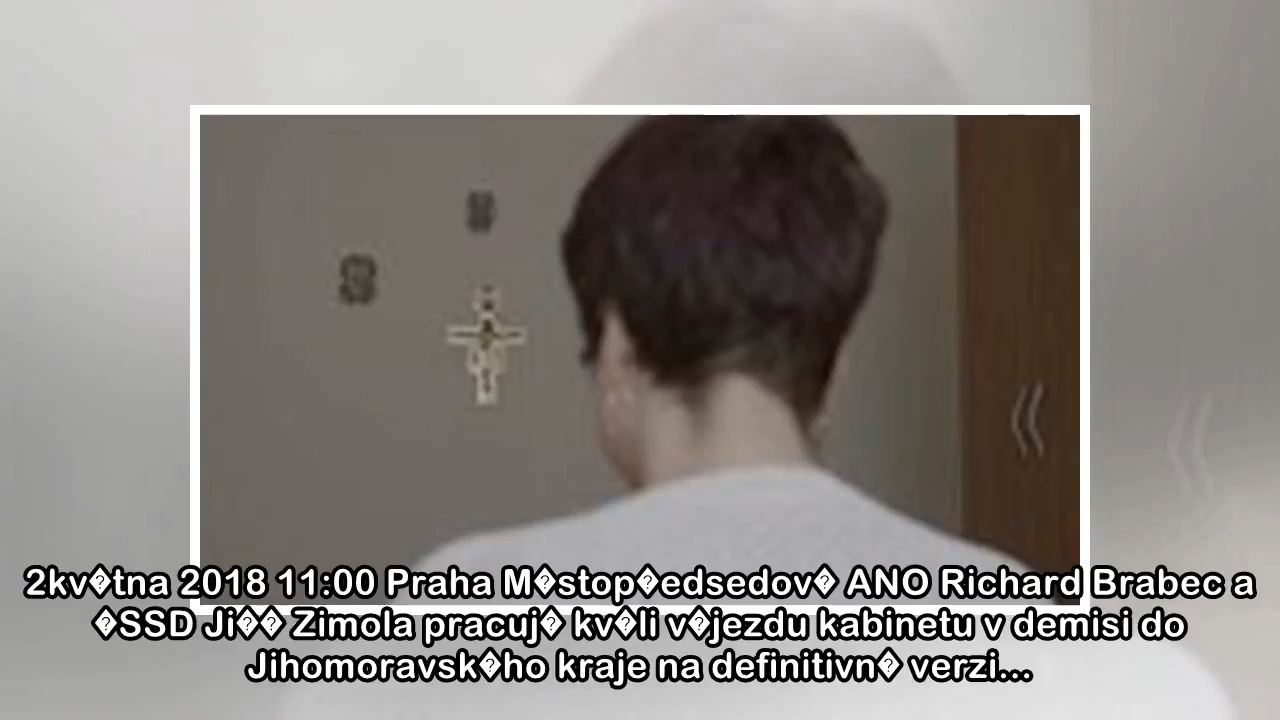 2kv�tna 2018 11:00 Praha M�stop�edsedov� ANO Richard Brabec a
�SSD Ji�� Zimola pracuj� kv�li v�jezdu kabinetu v demisi do
Jihomoravsk�ho kraje na definitivn� verzi...